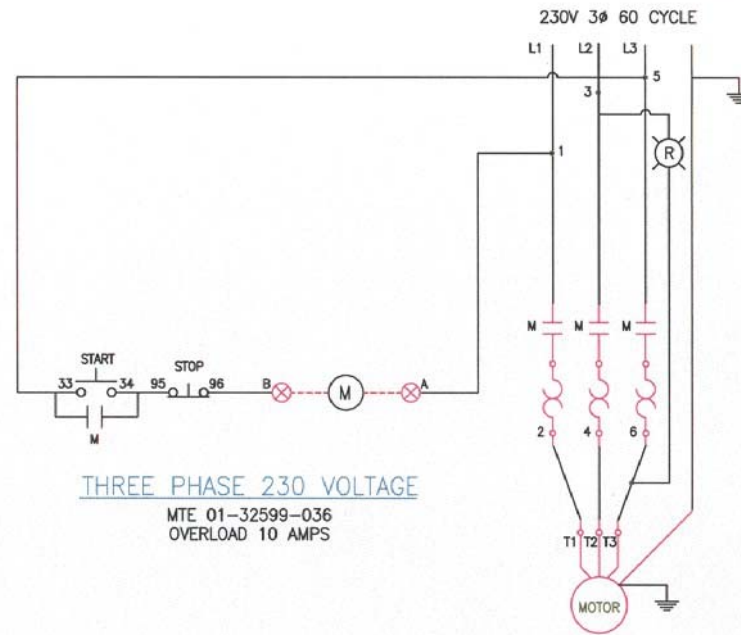 230V 3ø 60 CYCLE
L1 L2 L3
5
3
R
1
M M M
START STOP
33 34 95 96 B M A
M
2 4 6
THREE PHASE 230 VOLTAGE
MTE 01-32599-036
OVERLOAD 10 AMPS
T1 T2 T3
MOTOR